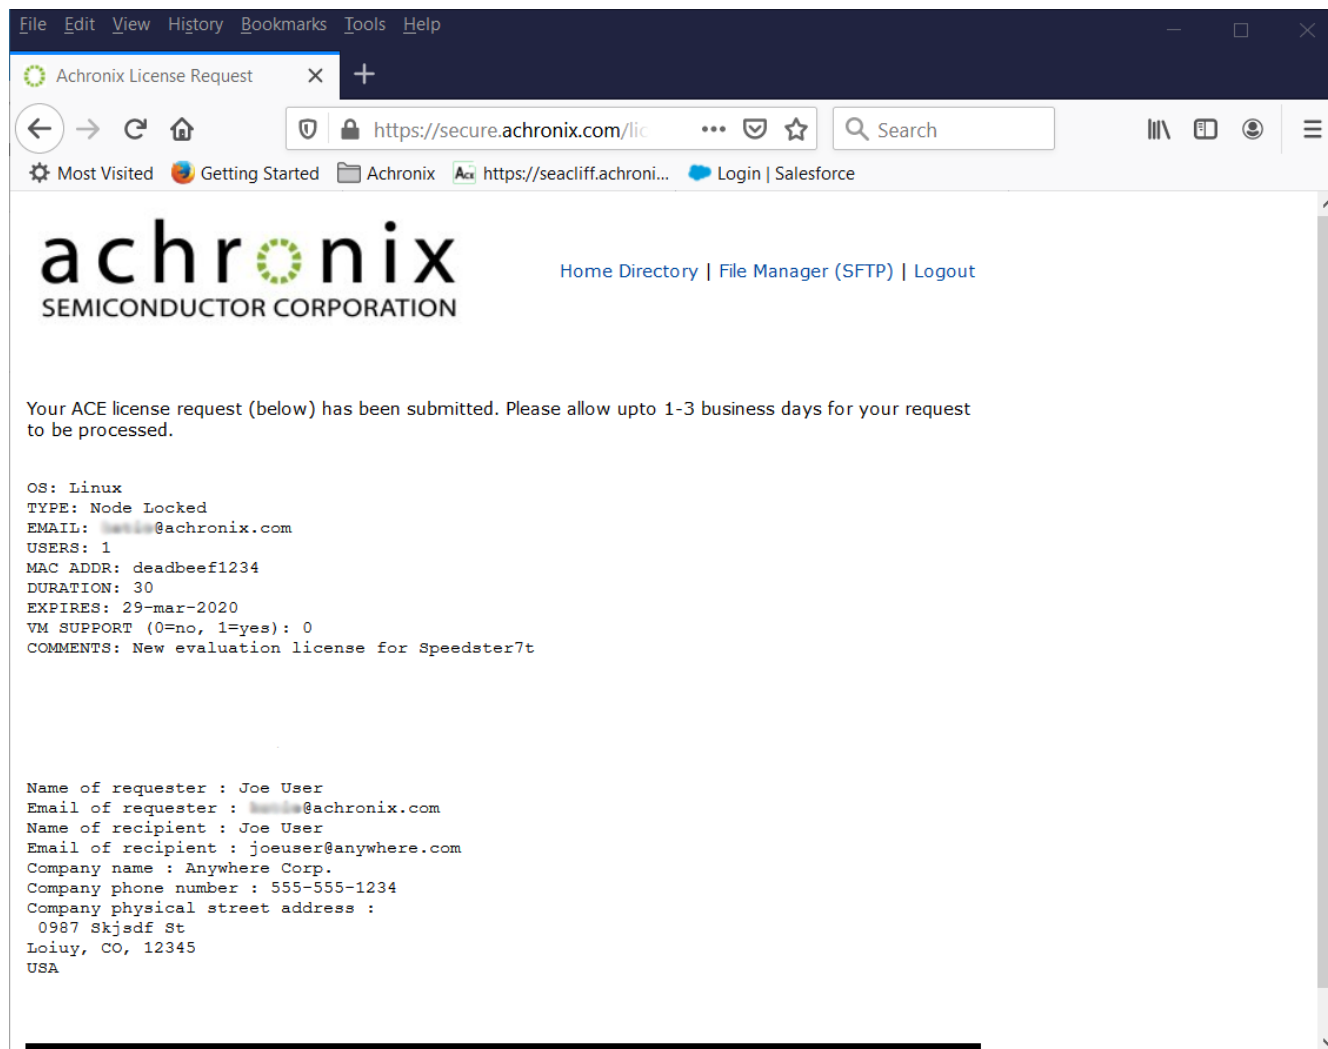 File Edit View History Bookmarks Tools Help
Achronix License Request
https://secure.achronix.com/lic
Search
Most Visited Getting Started Achronix Acx https://seacliff.achroni... Login | Salesforce
achronix
SEMICONDUCTOR CORPORATION
Home Directory | File Manager (SFTP) | Logout
Your ACE license request (below) has been submitted. Please allow upto 1-3 business days for your request
to be processed.
OS: Linux
TYPE: Node Locked
EMAIL: @achronix.com
USERS: 1
MAC ADDR: deadbeef1234
DURATION: 30
EXPIRES: 29-mar-2020
VM SUPPORT (0=no, 1=yes): 0
COMMENTS: New evaluation license for Speedster7t
Name of requester : Joe User
Email of requester : @achronix.com
Name of recipient : Joe User
Email of recipient : joeuser@anywhere.com
Company name : Anywhere Corp.
Company phone number : 555-555-1234
Company physical street address :
0987 Skjsdf St
Loiuy, CO, 12345
USA